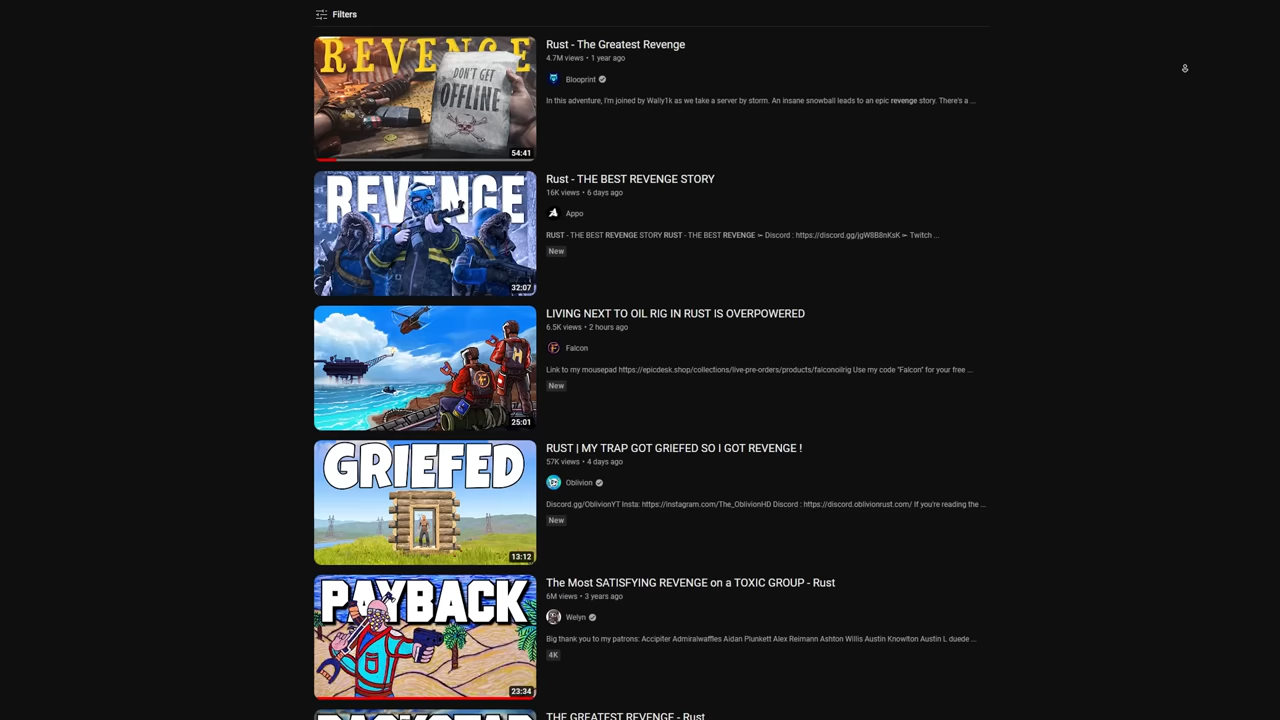 Filters
REVENGE
DON'T GET
OFFLINE
54:41
Rust - The Greatest Revenge
4.7M views • 1 year ago
Blooprint
In this adventure, I'm joined by Wally1k as we take a server by storm. An insane snowball leads to an epic revenge story. There's a ...
REVENGE
32:07
Rust - THE BEST REVENGE STORY
16K views • 6 days ago
Appo
RUST - THE BEST REVENGE STORY RUST - THE BEST REVENGE ➳ Discord : https://discord.gg/jgW8B8nKsK ➳ Twitch ...
New
25:01
LIVING NEXT TO OIL RIG IN RUST IS OVERPOWERED
6.5K views • 2 hours ago
Falcon
Link to my mousepad https://epicdesk.shop/collections/live-pre-orders/products/falconoilrig Use my code "Falcon" for your free ...
New
GRIEFED
13:12
RUST | MY TRAP GOT GRIEFED SO I GOT REVENGE !
57K views • 4 days ago
Oblivion
Discord.gg/OblivionYT Insta: https://instagram.com/The_OblivionHD Discord : https://discord.oblivionrust.com/ If you're reading the ...
New
PAYBACK
23:34
The Most SATISFYING REVENGE on a TOXIC GROUP - Rust
6M views • 3 years ago
Welyn
Big thank you to my patrons: Accipiter Admiralwaffles Aidan Plunkett Alex Reimann Ashton Willis Austin Knowlton Austin L duede ...
4K
BACKSTAB
THE GREATEST REVENGE - Rust